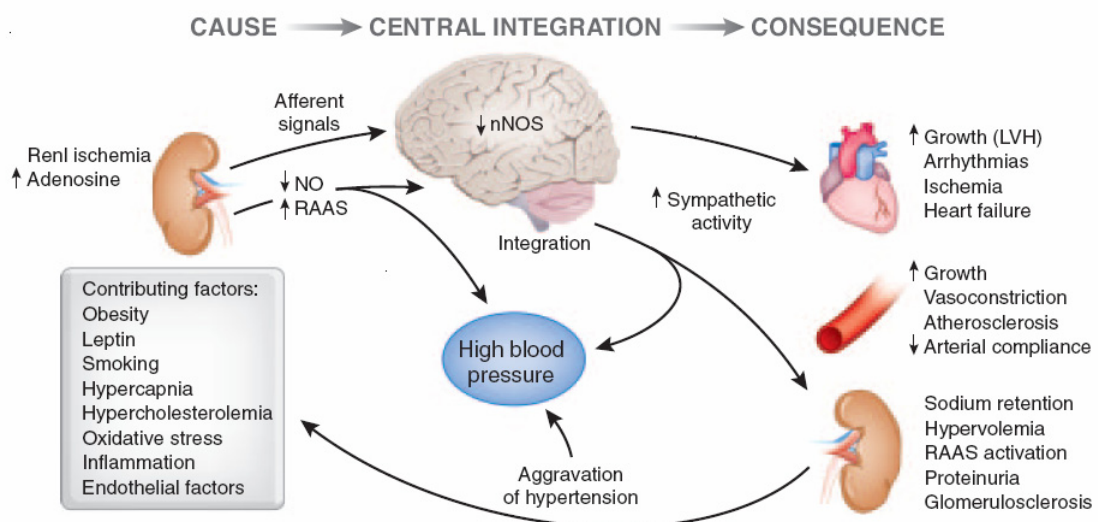 CAUSE → CENTRAL INTEGRATION → CONSEQUENCE
Afferent
signals
Renl ischemia
↑ Adenosine
↓ NO
↑ RAAS
↓ nNOS
Integration
↑ Sympathetic
activity
↑ Growth (LVH)
Arrhythmias
Ischemia
Heart failure
↑ Growth
Vasoconstriction
Atherosclerosis
↓ Arterial compliance
Contributing factors:
Obesity
Leptin
Smoking
Hypercapnia
Hypercholesterolemia
Oxidative stress
Inflammation
Endothelial factors
High blood
pressure
Aggravation
of hypertension
Sodium retention
Hypervolemia
RAAS activation
Proteinuria
Glomerulosclerosis